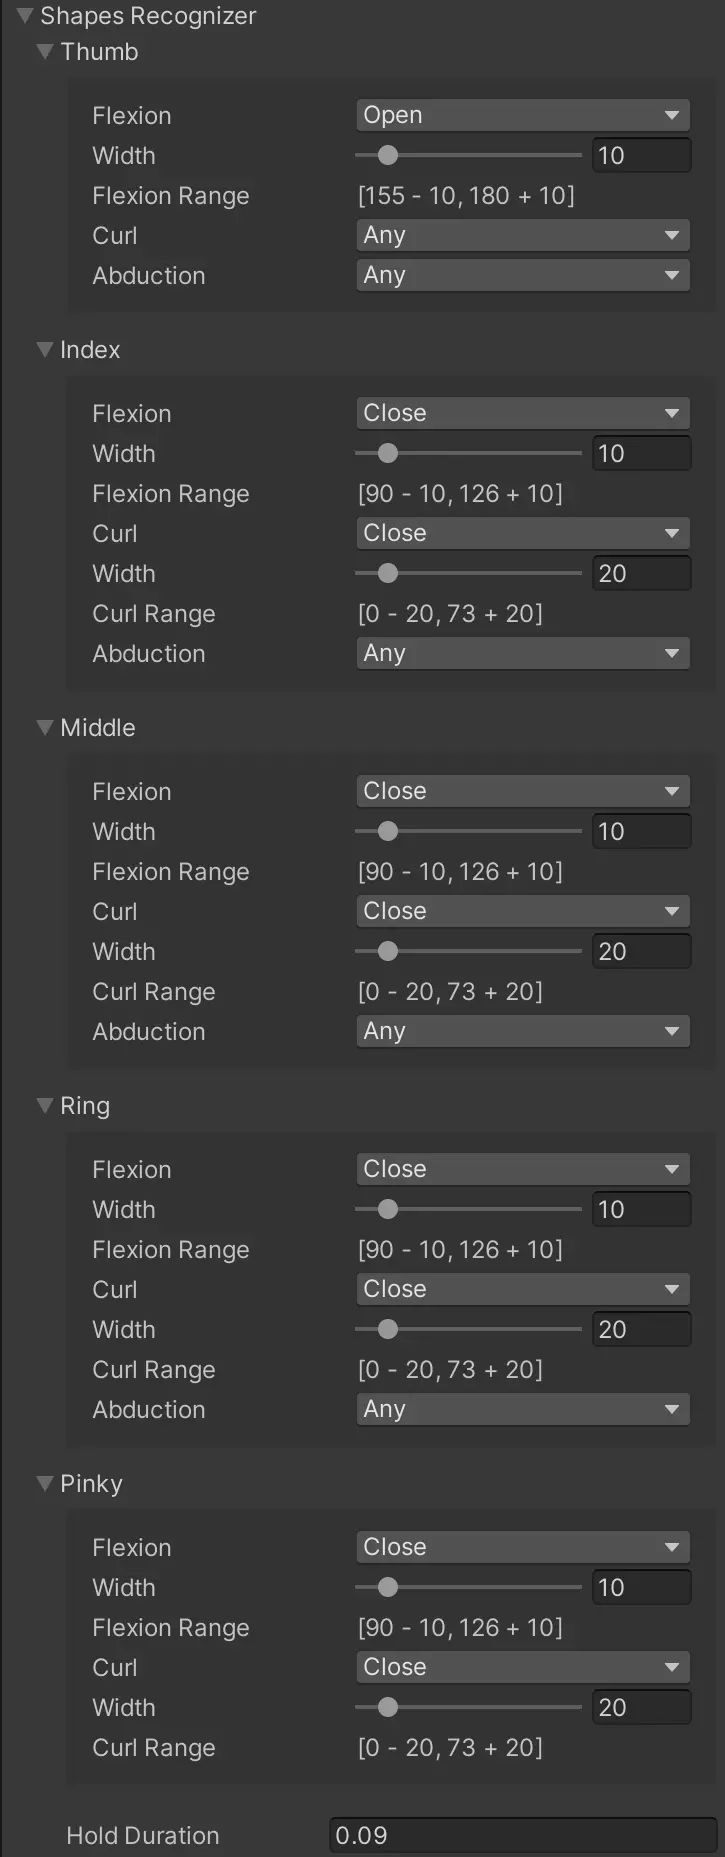 Shapes Recognizer
Thumb
Flexion Open
Width 10
Flexion Range [155 - 10, 180 + 10]
Curl Any
Abduction Any
Index
Flexion Close
Width 10
Flexion Range [90 - 10, 126 + 10]
Curl Close
Width 20
Curl Range [0 - 20, 73 + 20]
Abduction Any
Middle
Flexion Close
Width 10
Flexion Range [90 - 10, 126 + 10]
Curl Close
Width 20
Curl Range [0 - 20, 73 + 20]
Abduction Any
Ring
Flexion Close
Width 10
Flexion Range [90 - 10, 126 + 10]
Curl Close
Width 20
Curl Range [0 - 20, 73 + 20]
Abduction Any
Pinky
Flexion Close
Width 10
Flexion Range [90 - 10, 126 + 10]
Curl Close
Width 20
Curl Range [0 - 20, 73 + 20]
Hold Duration 0.09